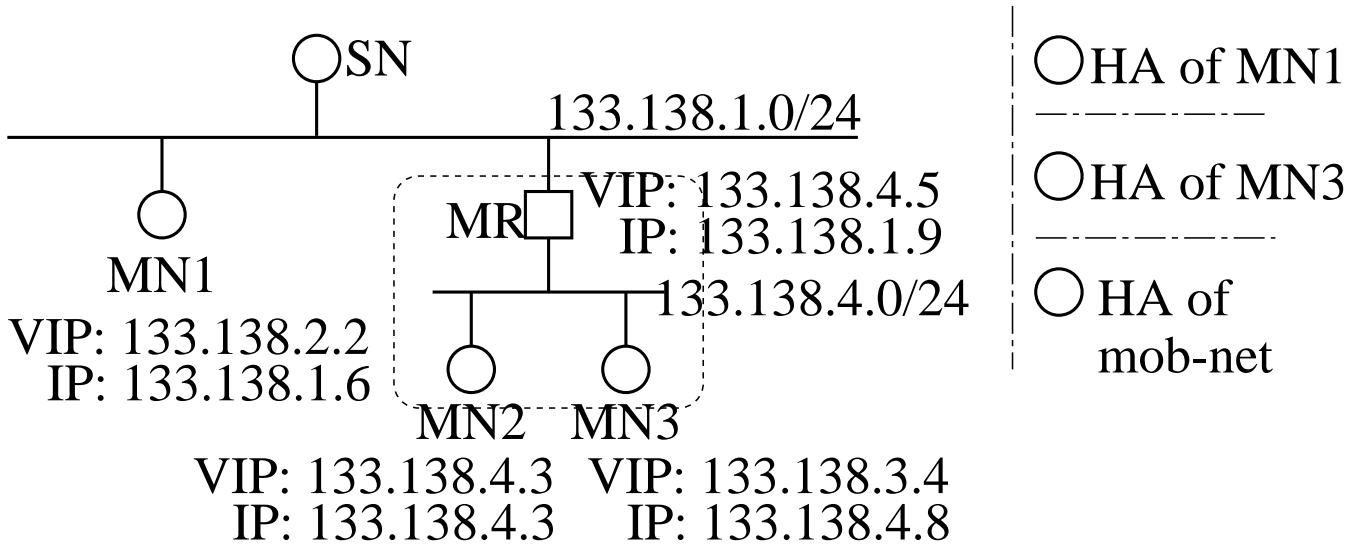 SN
HA of MN1
133.138.1.0/24
HA of MN3
VIP: 133.138.4.5
MR
IP: 133.138.1.9
MN1
133.138.4.0/24
HA of
mob-net
VIP: 133.138.2.2
IP: 133.138.1.6
MN2
MN3
VIP: 133.138.4.3
IP: 133.138.4.3
VIP: 133.138.3.4
IP: 133.138.4.8